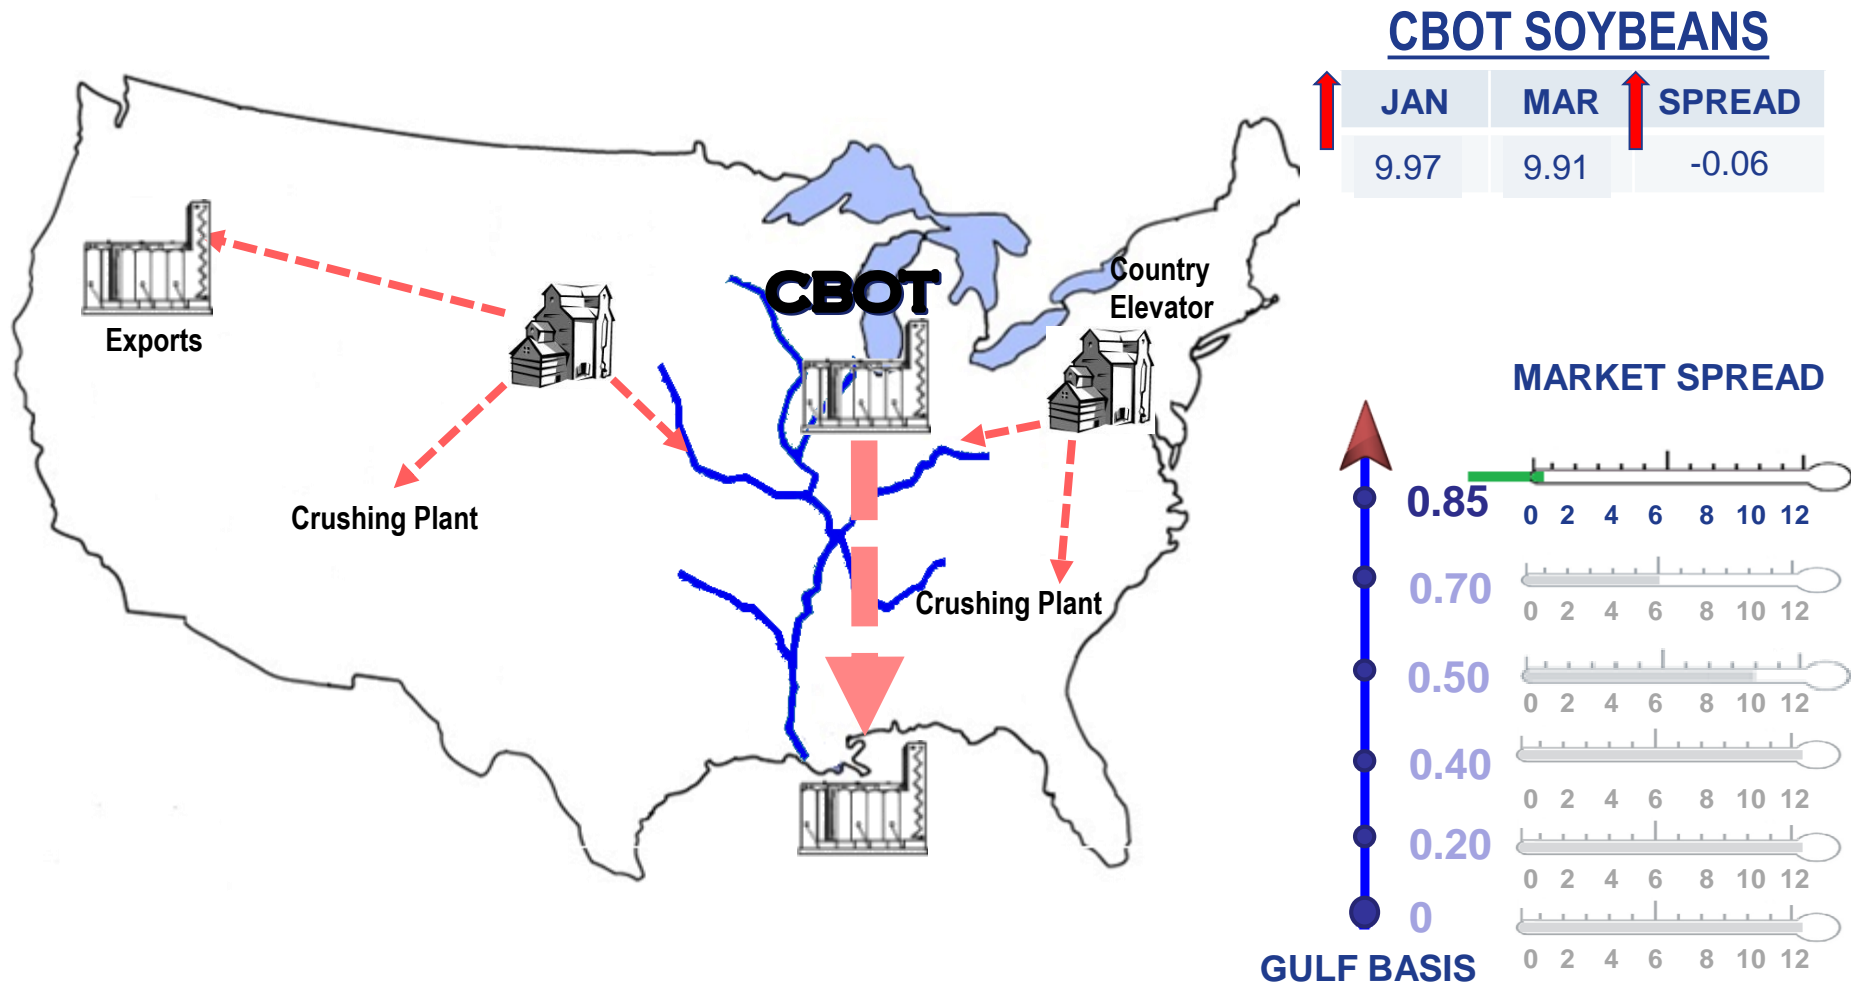 CBOT SOYBEANS
JAN MAR SPREAD
9.97 9.91 -0.06
CBOT
Country
Elevator
Exports
Crushing Plant
Crushing Plant
MARKET SPREAD
0.85
0 2 4 6 8 10 12
0.70
0 2 4 6 8 10 12
0.50
0 2 4 6 8 10 12
0.40
0 2 4 6 8 10 12
0.20
0 2 4 6 8 10 12
0
0 2 4 6 8 10 12
GULF BASIS